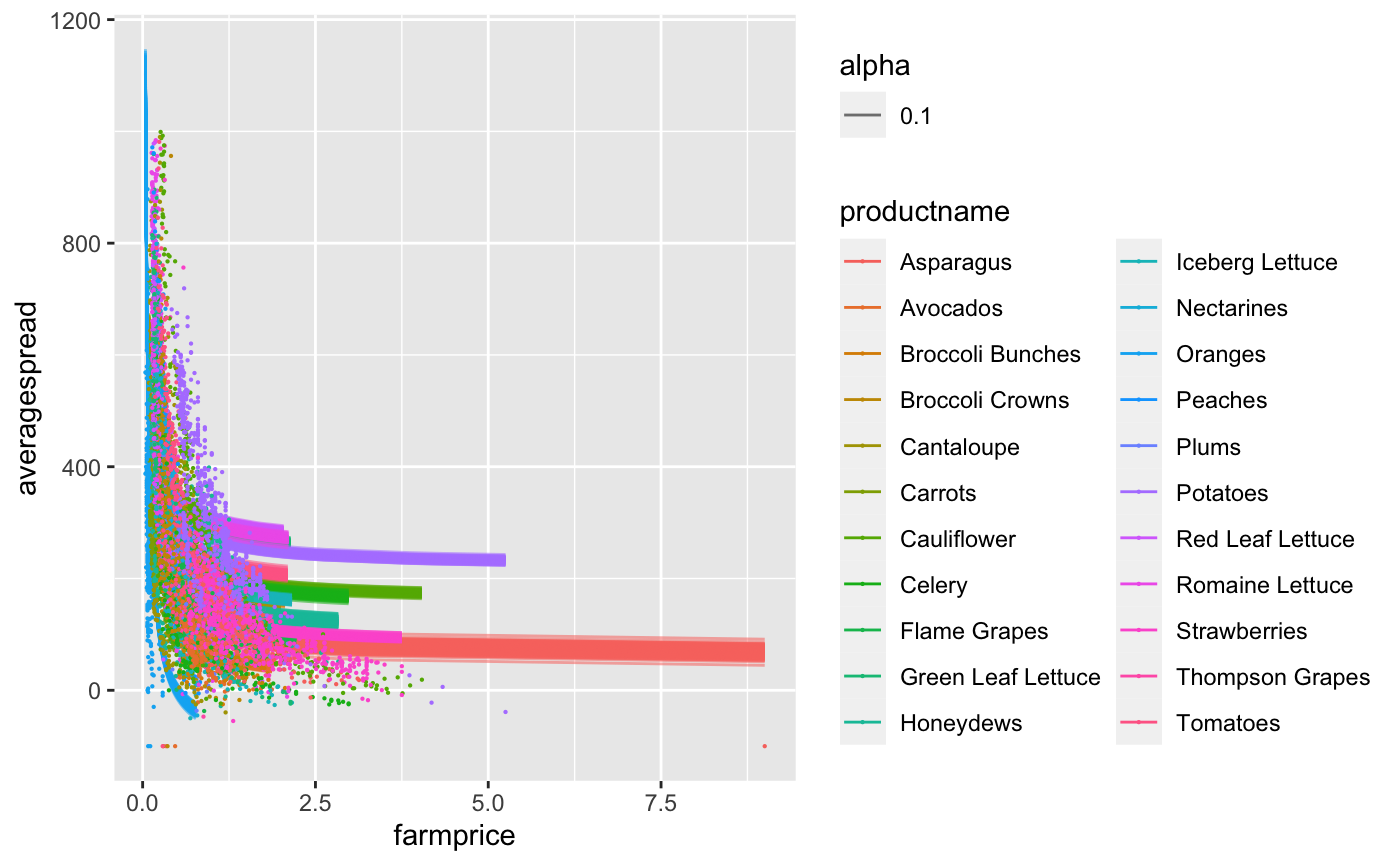 1200
800
400
0
averagespread
0.0
2.5
5.0
7.5
farmprice
alpha
0.1
productname
Asparagus
Avocados
Broccoli Bunches
Broccoli Crowns
Cantaloupe
Carrots
Cauliflower
Celery
Flame Grapes
Green Leaf Lettuce
Honeydews
Iceberg Lettuce
Nectarines
Oranges
Peaches
Plums
Potatoes
Red Leaf Lettuce
Romaine Lettuce
Strawberries
Thompson Grapes
Tomatoes